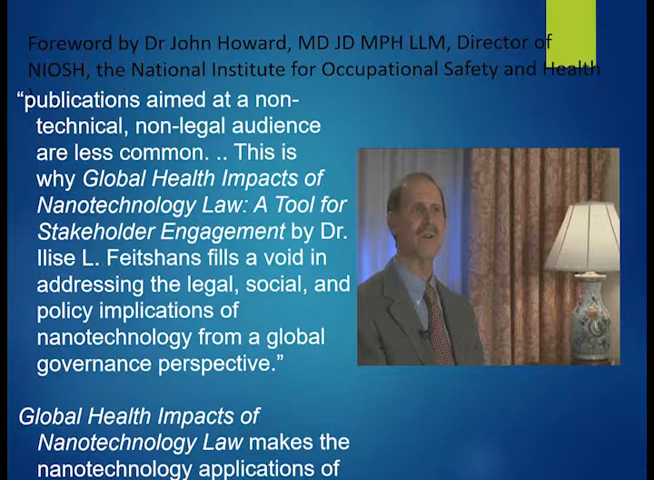 Foreword by Dr John Howard, MD JD MPH LLM, Director of
NIOSH, the National Institute for Occupational Safety and Health
“publications aimed at a non-
technical, non-legal audience
are less common. .. This is
why Global Health Impacts of
Nanotechnology Law: A Tool for
Stakeholder Engagement by Dr.
Ilise L. Feitshans fills a void in
addressing the legal, social, and
policy implications of
nanotechnology from a global
governance perspective.”
Global Health Impacts of
Nanotechnology Law makes the
nanotechnology applications of